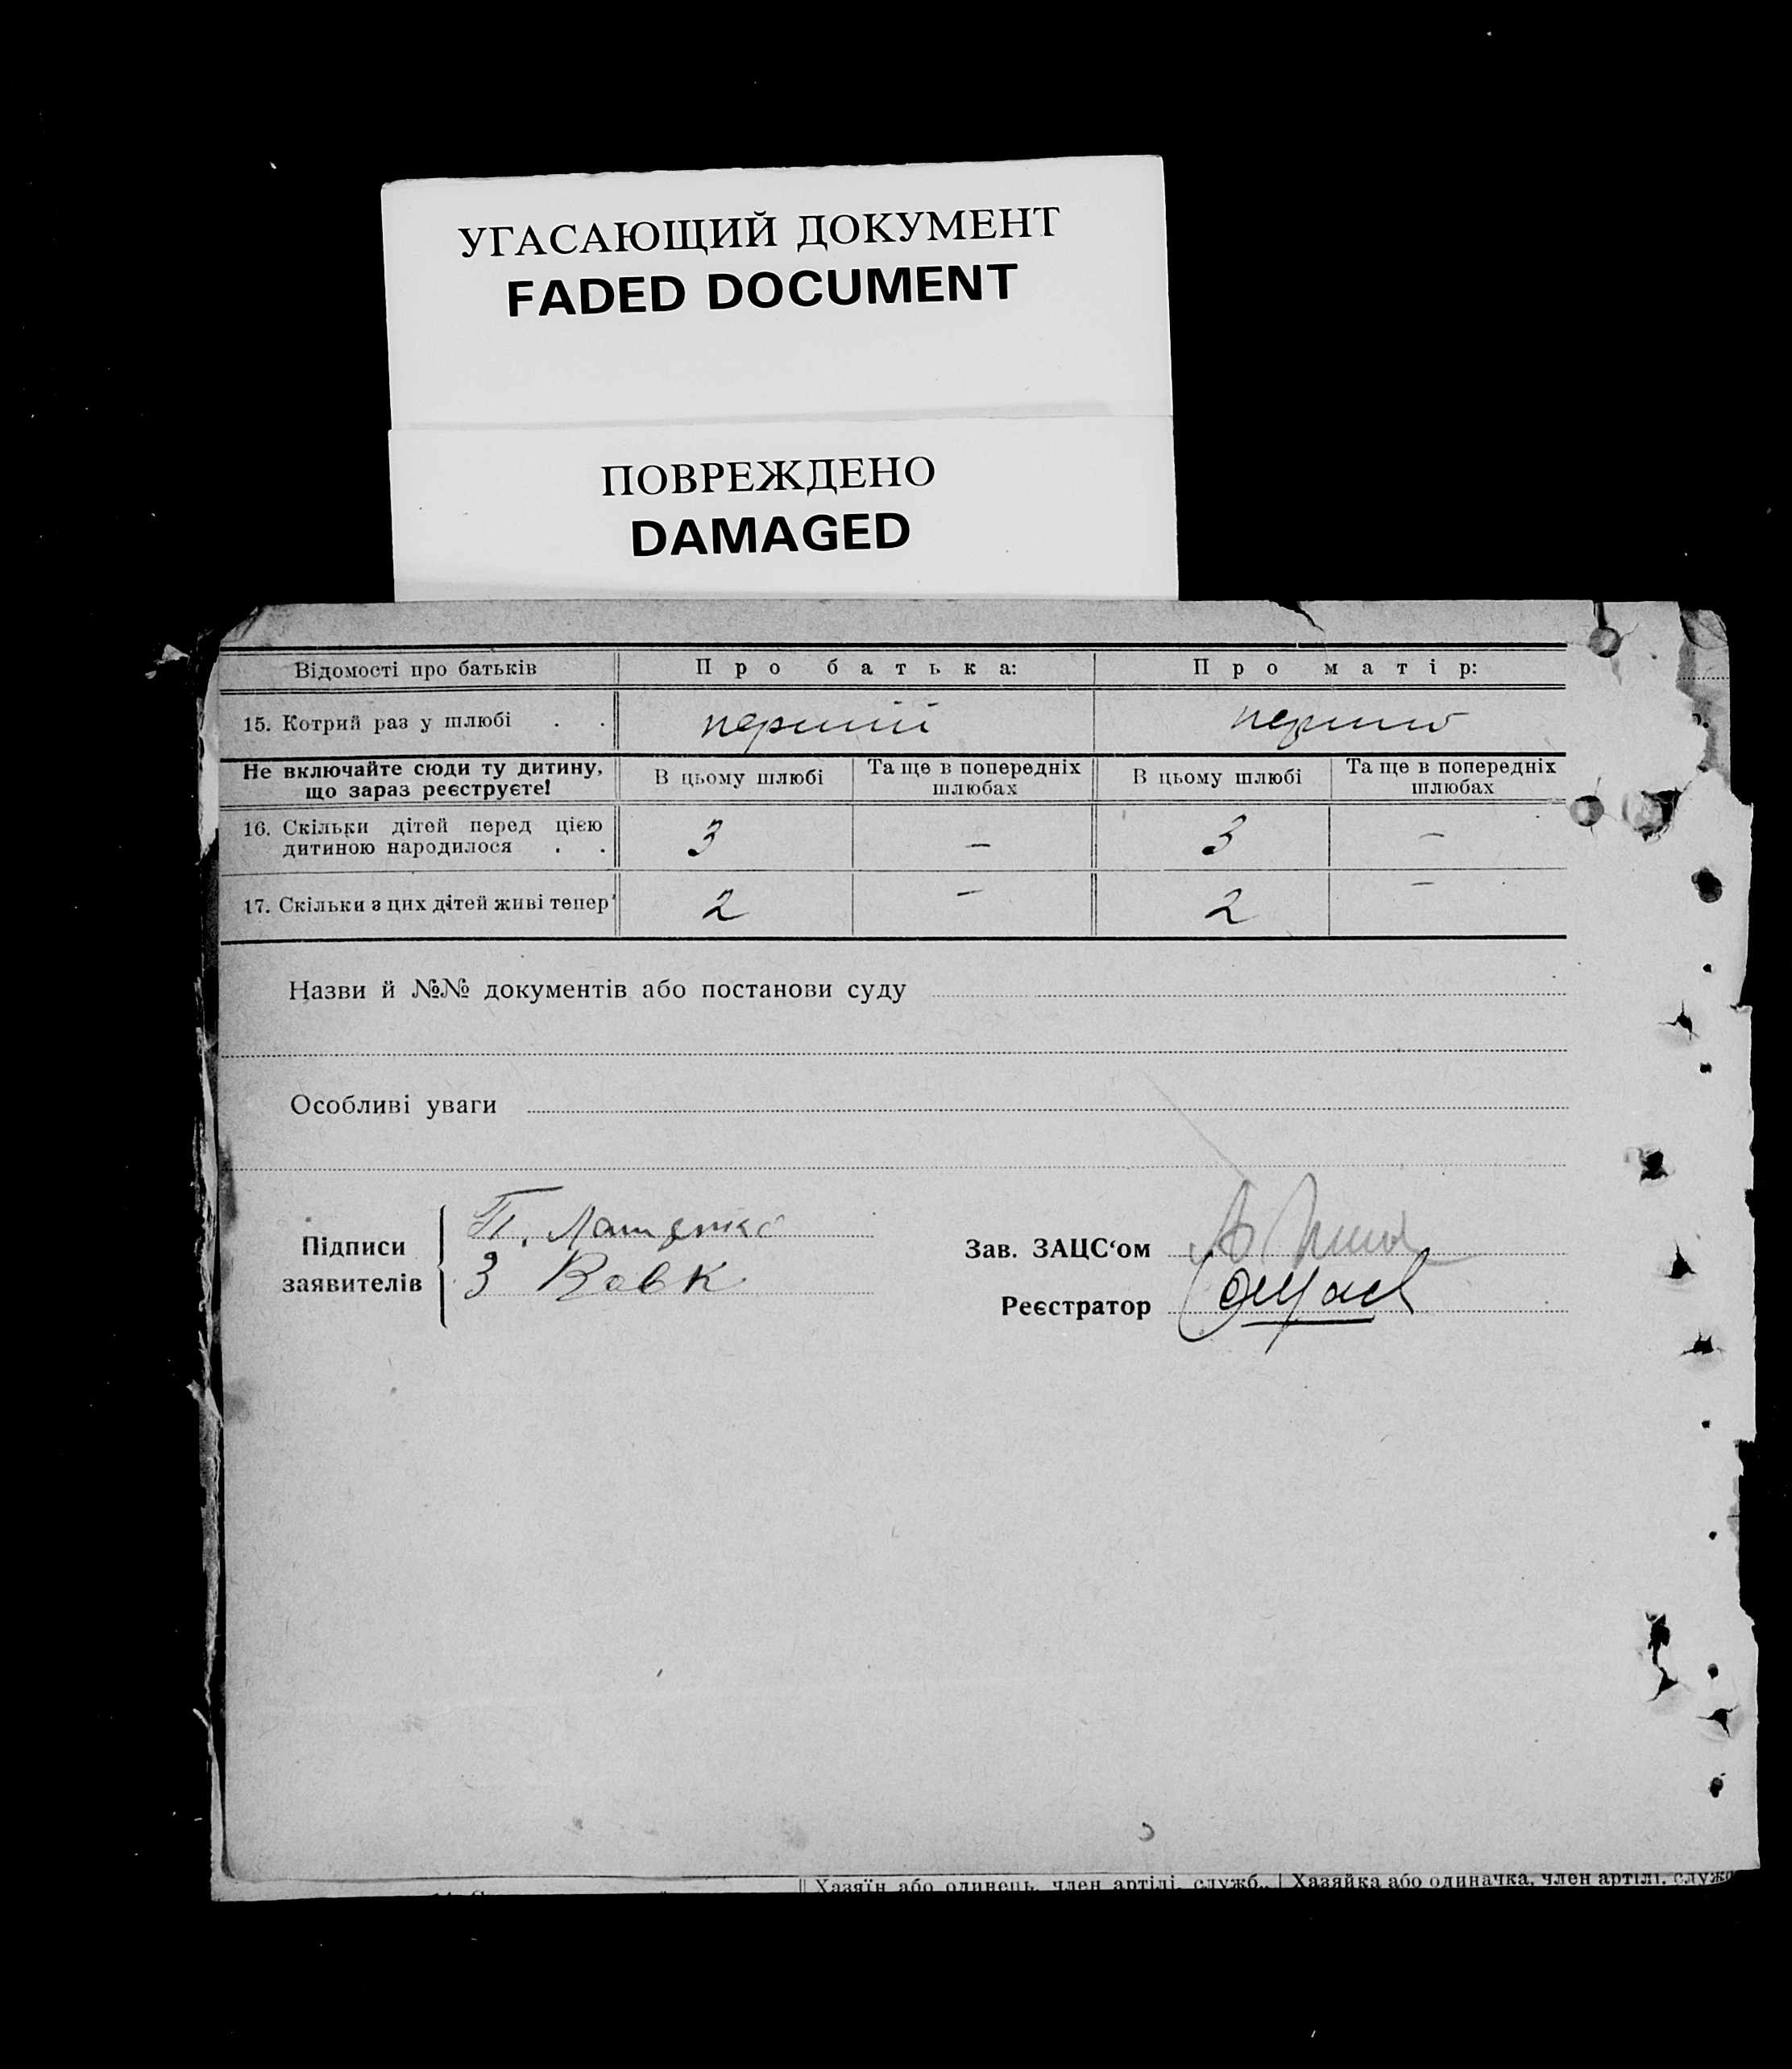 УГАСАЮЩИЙ ДОКУМЕНТ
FADED DOCUMENT
ПОВРЕЖДЕНО
DAMAGED
Відомості про батьків Про батька: Про матір:
15. Котрий раз у шлюбі . . перший перший
Не включайте сюди ту дитину, що зараз реєструєте! В цьому шлюбі Та ще в попередніх шлюбах В цьому шлюбі Та ще в попередніх шлюбах
16. Скільки дітей перед цією дитиною народилося . . 3 — 3 —
17. Скільки з цих дітей живі тепер 2 — 2 —
Назви й №№ документів або постанови суду
Особливі уваги
Підписи заявителів
П.
З Вовк
Зав. ЗАЦС‘ом
Реєстратор
Хазяїн або одинець, член артілі, служб., Хазяйка або одиначка, член артілі, служ